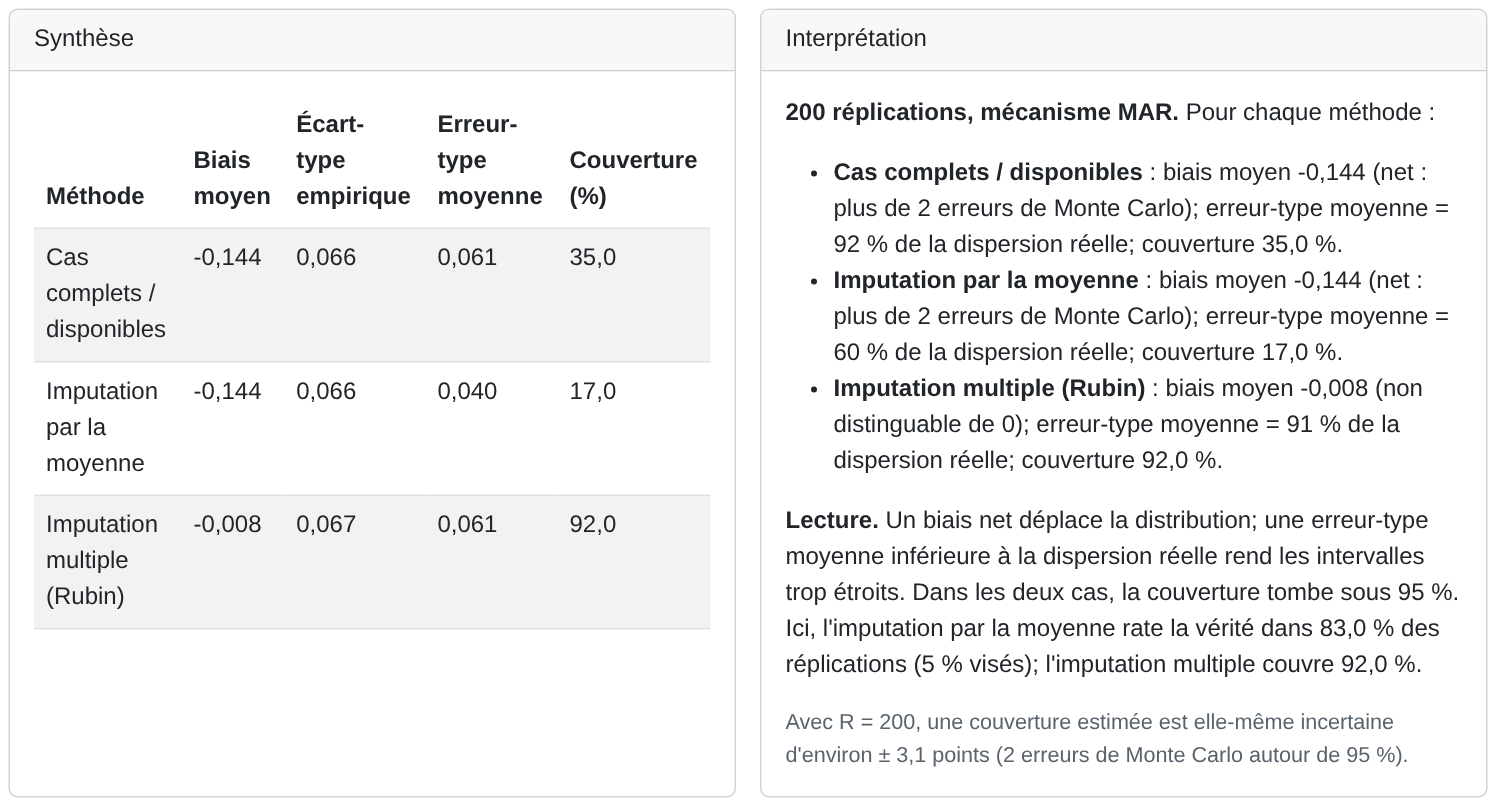 Synthèse
Méthode Biais moyen Écart-type empirique Erreur-type moyenne Couverture (%)
Cas complets / disponibles -0,144 0,066 0,061 35,0
Imputation par la moyenne -0,144 0,066 0,040 17,0
Imputation multiple (Rubin) -0,008 0,067 0,061 92,0
Interprétation
200 réplications, mécanisme MAR. Pour chaque méthode :
• Cas complets / disponibles : biais moyen -0,144 (net :
plus de 2 erreurs de Monte Carlo); erreur-type moyenne =
92 % de la dispersion réelle; couverture 35,0 %.
• Imputation par la moyenne : biais moyen -0,144 (net :
plus de 2 erreurs de Monte Carlo); erreur-type moyenne =
60 % de la dispersion réelle; couverture 17,0 %.
• Imputation multiple (Rubin) : biais moyen -0,008 (non
distinguable de 0); erreur-type moyenne = 91 % de la
dispersion réelle; couverture 92,0 %.
Lecture. Un biais net déplace la distribution; une erreur-type
moyenne inférieure à la dispersion réelle rend les intervalles
trop étroits. Dans les deux cas, la couverture tombe sous 95 %.
Ici, l'imputation par la moyenne rate la vérité dans 83,0 % des
réplications (5 % visés); l'imputation multiple couvre 92,0 %.
Avec R = 200, une couverture estimée est elle-même incertaine
d'environ ± 3,1 points (2 erreurs de Monte Carlo autour de 95 %).